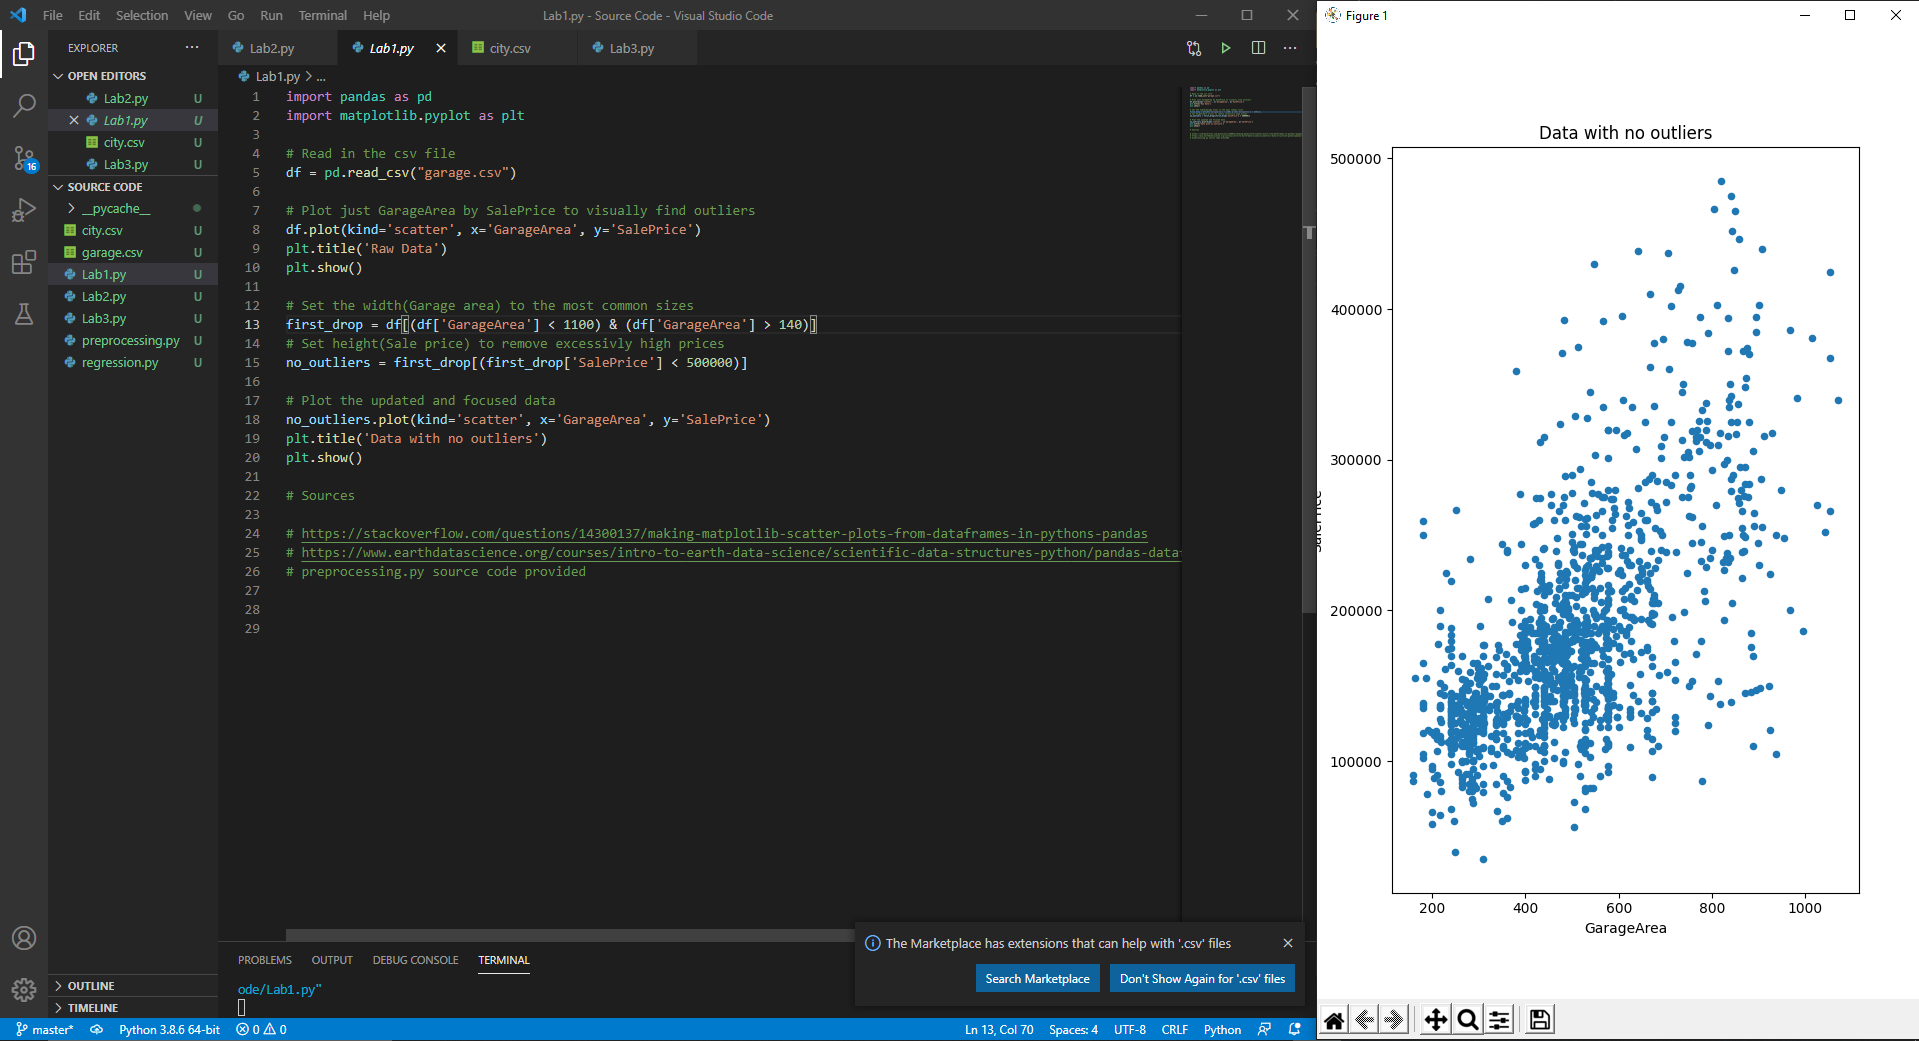 File Edit Selection View Go Run Terminal Help
Lab1.py - Source Code - Visual Studio Code
EXPLORER
OPEN EDITORS
Lab2.py U
Lab1.py U
city.csv U
Lab3.py U
16
SOURCE CODE
__pycache__
city.csv U
garage.csv U
Lab1.py U
Lab2.py U
Lab3.py U
preprocessing.py U
regression.py U
OUTLINE
TIMELINE
Lab2.py Lab1.py city.csv Lab3.py
Lab1.py > ...
1 import pandas as pd
2 import matplotlib.pyplot as plt
3
4 # Read in the csv file
5 df = pd.read_csv("garage.csv")
6
7 # Plot just GarageArea by SalePrice to visually find outliers
8 df.plot(kind='scatter', x='GarageArea', y='SalePrice')
9 plt.title('Raw Data')
10 plt.show()
11
12 # Set the width(Garage area) to the most common sizes
13 first_drop = df[(df['GarageArea'] < 1100) & (df['GarageArea'] > 140)]
14 # Set height(Sale price) to remove excessivly high prices
15 no_outliers = first_drop[(first_drop['SalePrice'] < 500000)]
16
17 # Plot the updated and focused data
18 no_outliers.plot(kind='scatter', x='GarageArea', y='SalePrice')
19 plt.title('Data with no outliers')
20 plt.show()
21
22 # Sources
23
24 # https://stackoverflow.com/questions/14300137/making-matplotlib-scatter-plots-from-dataframes-in-pythons-pandas
25 # https://www.earthdatascience.org/courses/intro-to-earth-data-science/scientific-data-structures-python/pandas-data
26 # preprocessing.py source code provided
27
28
29
The Marketplace has extensions that can help with '.csv' files
Search Marketplace
Don't Show Again for '.csv' files
PROBLEMS OUTPUT DEBUG CONSOLE TERMINAL
ode/Lab1.py"
master* Python 3.8.6 64-bit 0 0 Ln 13, Col 70 Spaces: 4 UTF-8 CRLF Python
Figure 1
Data with no outliers
500000
400000
300000
200000
100000
200 400 600 800 1000
GarageArea